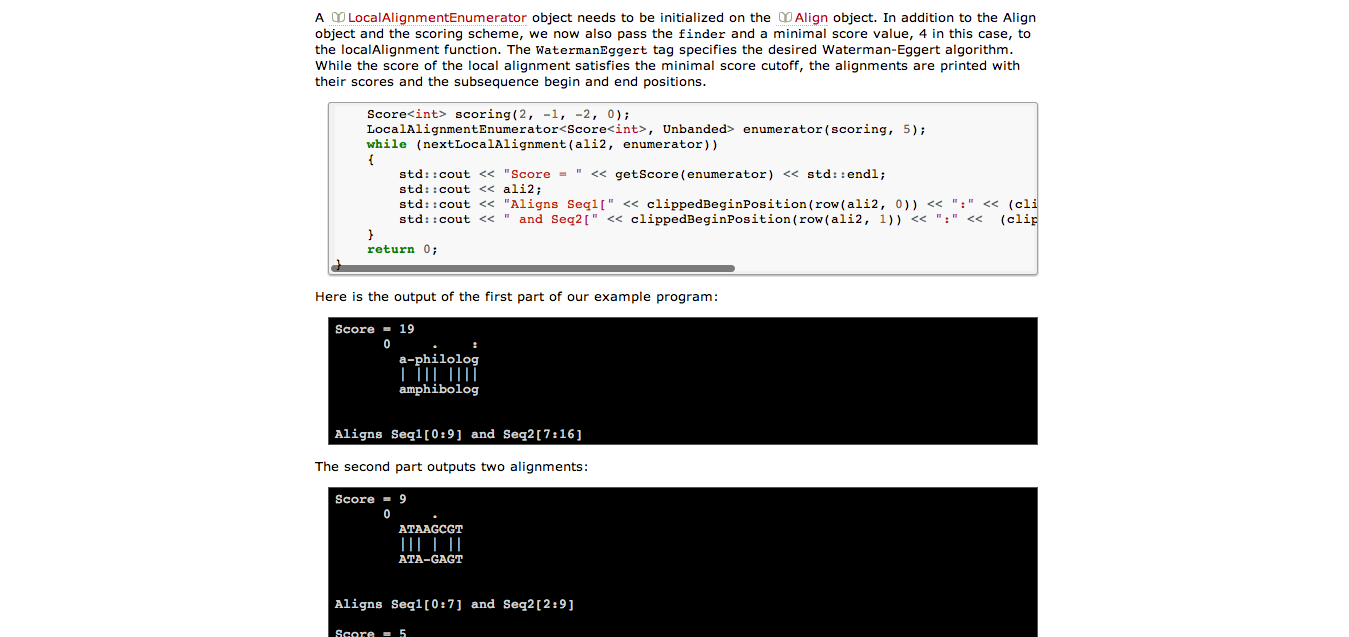 A LocalAlignmentEnumerator object needs to be initialized on the Align object. In addition to the Align
object and the scoring scheme, we now also pass the finder and a minimal score value, 4 in this case, to
the localAlignment function. The WatermanEggert tag specifies the desired Waterman-Eggert algorithm.
While the score of the local alignment satisfies the minimal score cutoff, the alignments are printed with
their scores and the subsequence begin and end positions.
Score<int> scoring(2, -1, -2, 0);
LocalAlignmentEnumerator<Score<int>, Unbanded> enumerator(scoring, 5);
while (nextLocalAlignment(ali2, enumerator))
{
std::cout << "Score = " << getScore(enumerator) << std::endl;
std::cout << ali2;
std::cout << "Aligns Seq1[" << clippedBeginPosition(row(ali2, 0)) << ":" << (cli
std::cout << " and Seq2[" << clippedBeginPosition(row(ali2, 1)) << ":" <<  (clip
}
return 0;
}
Here is the output of the first part of our example program:
Score = 19
0     .    :
a-philolog
| ||| ||||
amphibolog
Aligns Seq1[0:9] and Seq2[7:16]
The second part outputs two alignments:
Score = 9
0     .
ATAAGCGT
||| | ||
ATA-GAGT
Aligns Seq1[0:7] and Seq2[2:9]
Score = 5